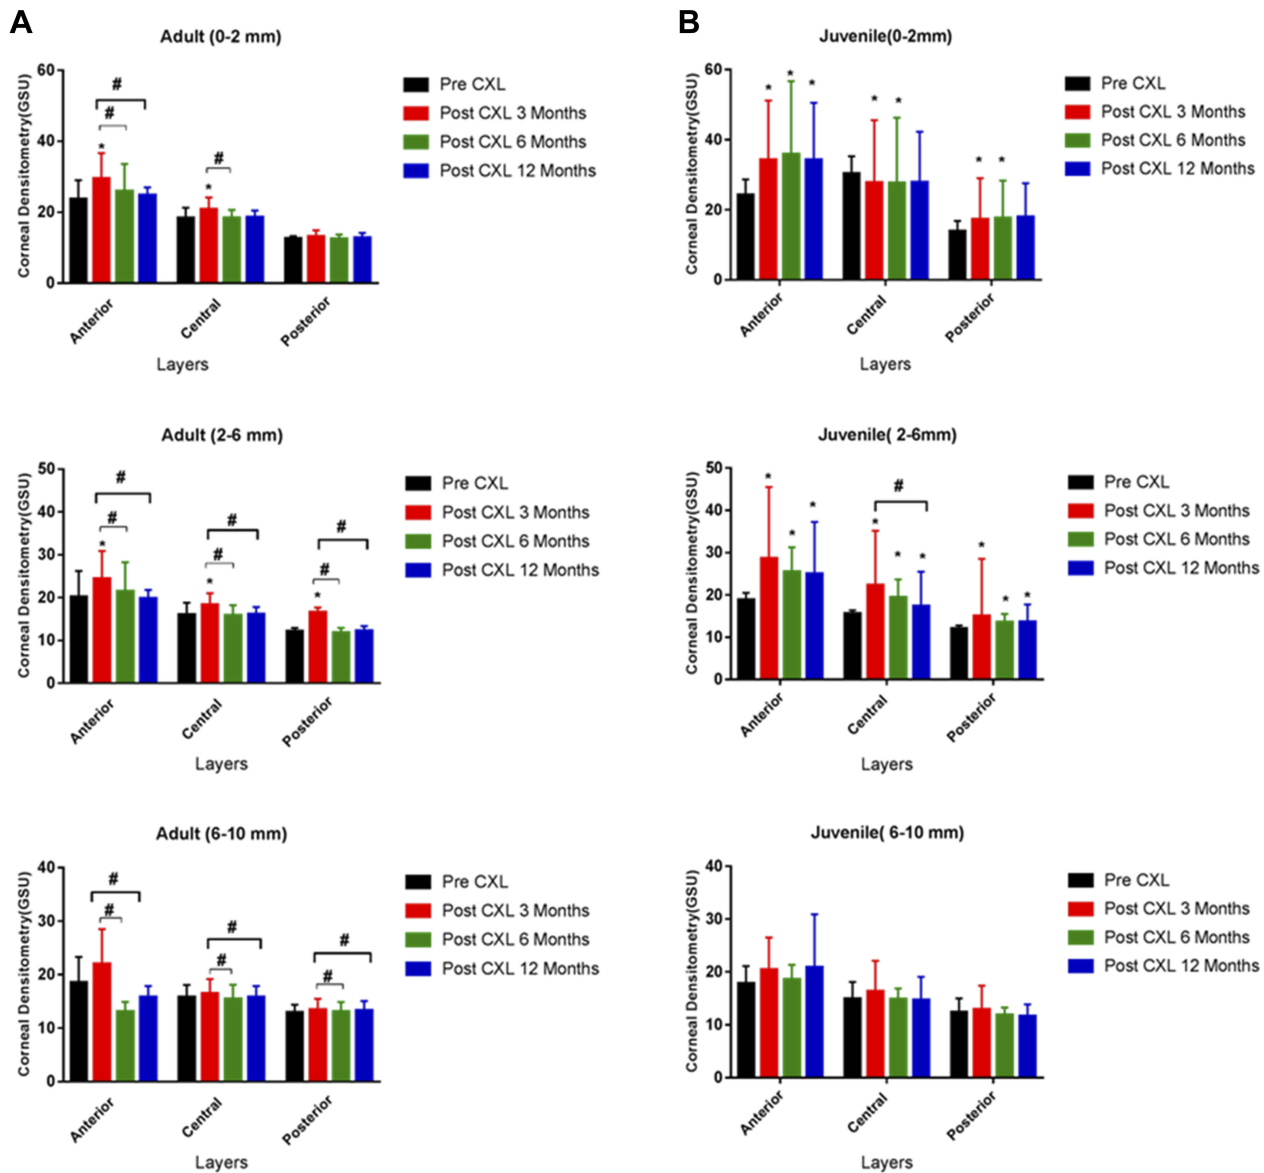 A
Adult (0-2 mm)
Corneal Densitometry(GSU)
60
40
20
0
#
#
*
#
*
Anterior
Central
Posterior
Layers
Pre CXL
Post CXL 3 Months
Post CXL 6 Months
Post CXL 12 Months
B
Juvenile(0-2mm)
Corneal Densitometry(GSU)
60
40
20
0
* * *
* *
* *
Anterior
Central
Posterior
Layers
Pre CXL
Post CXL 3 Months
Post CXL 6 Months
Post CXL 12 Months
Adult (2-6 mm)
Corneal Densitometry(GSU)
50
40
30
20
10
0
#
#
*
#
#
*
#
#
*
Anterior
Central
Posterior
Layers
Pre CXL
Post CXL 3 Months
Post CXL 6 Months
Post CXL 12 Months
Juvenile( 2-6mm)
Corneal Densitometry(GSU)
50
40
30
20
10
0
* * *
#
* * *
* * *
Anterior
Central
Posterior
Layers
Pre CXL
Post CXL 3 Months
Post CXL 6 Months
Post CXL 12 Months
Adult (6-10 mm)
Corneal Densitometry(GSU)
40
30
20
10
0
#
#
#
#
#
#
Anterior
Central
Posterior
Layers
Pre CXL
Post CXL 3 Months
Post CXL 6 Months
Post CXL 12 Months
Juvenile( 6-10 mm)
Corneal Densitometry(GSU)
40
30
20
10
0
Anterior
Central
Posterior
Layers
Pre CXL
Post CXL 3 Months
Post CXL 6 Months
Post CXL 12 Months